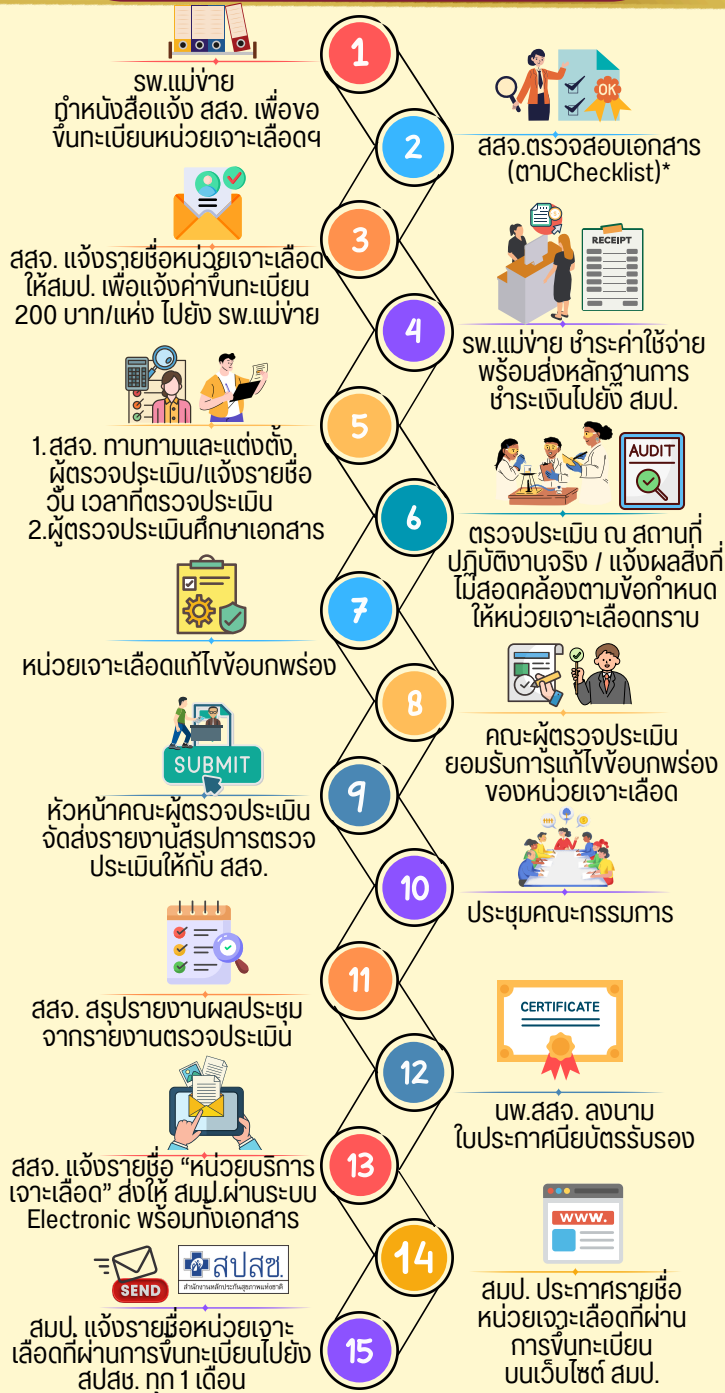 1
รพ.แม่ข่าย
ทำหนังสือแจ้ง สสจ. เพื่อขอ
ขึ้นทะเบียนหน่วยเจาะเลือดฯ
OK
2
สสจ.ตรวจสอบเอกสาร
(ตามChecklist)*
3
สสจ. แจ้งรายชื่อหน่วยเจาะเลือด
ให้สมป. เพื่อแจ้งค่าขึ้นทะเบียน
200 บาท/แห่ง ไปยัง รพ.แม่ข่าย
RECEIPT
4
รพ.แม่ข่าย ชำระค่าใช้จ่าย
พร้อมส่งหลักฐานการ
ชำระเงินไปยัง สมป.
5
1.สสจ. ทาบทามและแต่งตั้ง
ผู้ตรวจประเมิน/แจ้งรายชื่อ
วัน เวลาที่ตรวจประเมิน
2.ผู้ตรวจประเมินศึกษาเอกสาร
AUDIT
6
ตรวจประเมิน ณ สถานที่
ปฏิบัติงานจริง / แจ้งผลสิ่งที่
ไม่สอดคล้องตามข้อกำหนด
ให้หน่วยเจาะเลือดทราบ
7
หน่วยเจาะเลือดแก้ไขข้อบกพร่อง
8
คณะผู้ตรวจประเมิน
ยอมรับการแก้ไขข้อบกพร่อง
ของหน่วยเจาะเลือด
SUBMIT
9
หัวหน้าคณะผู้ตรวจประเมิน
จัดส่งรายงานสรุปการตรวจ
ประเมินให้กับ สสจ.
10
ประชุมคณะกรรมการ
11
สสจ. สรุปรายงานผลประชุม
จากรายงานตรวจประเมิน
CERTIFICATE
12
นพ.สสจ. ลงนาม
ใบประกาศนียบัตรรับรอง
13
สสจ. แจ้งรายชื่อ “หน่วยบริการ
เจาะเลือด” ส่งให้ สมป.ผ่านระบบ
Electronic พร้อมทั้งเอกสาร
WWW.
14
สมป. ประกาศรายชื่อ
หน่วยเจาะเลือดที่ผ่าน
การขึ้นทะเบียน
บนเว็บไซต์ สมป.
SEND
สปสช.
สำนักงานหลักประกันสุขภาพแห่งชาติ
15
สมป. แจ้งรายชื่อหน่วยเจาะ
เลือดที่ผ่านการขึ้นทะเบียนไปยัง
สปสช. ทุก 1 เดือน